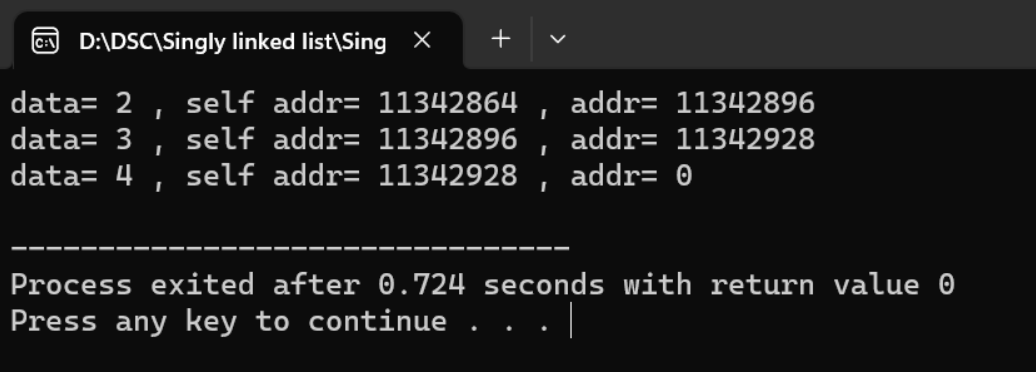 D:\DSC\Singly linked list\Sing
data= 2 , self addr= 11342864 , addr= 11342896
data= 3 , self addr= 11342896 , addr= 11342928
data= 4 , self addr= 11342928 , addr= 0
--------------------------------
Process exited after 0.724 seconds with return value 0
Press any key to continue . . .